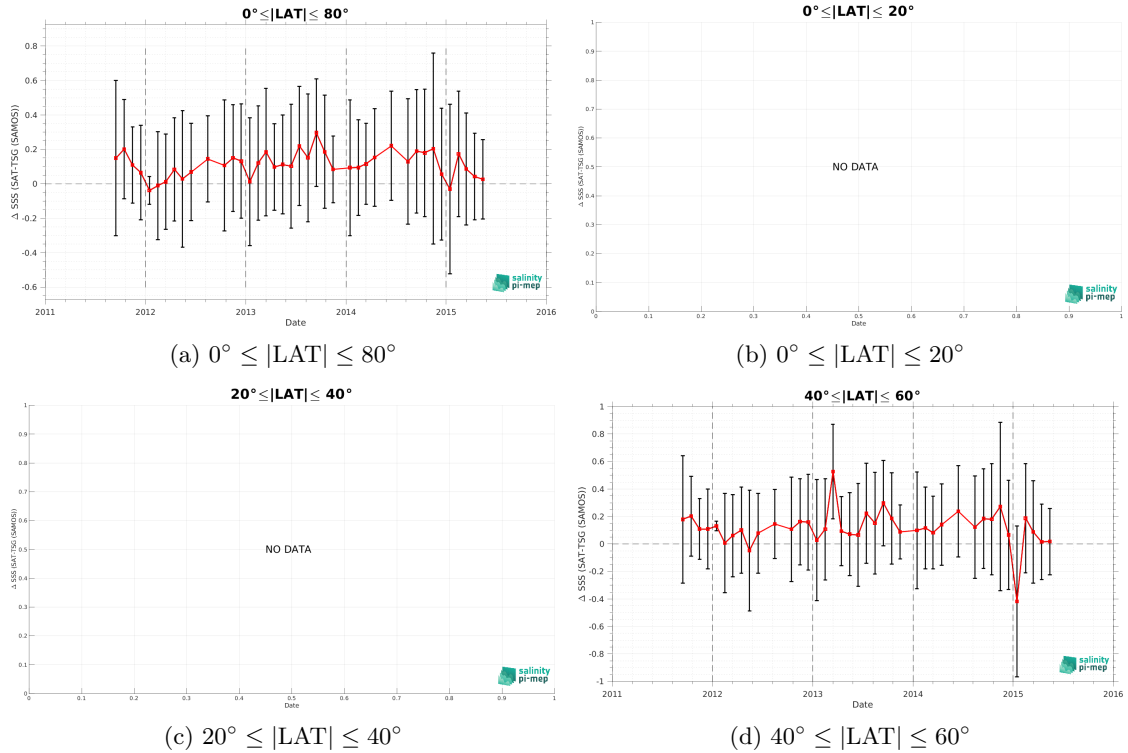 0°≤|LAT|≤ 80°
Δ SSS (SAT-TSG (SAMOS))
0.8
0.6
0.4
0.2
0
-0.2
-0.4
-0.6
2011 2012 2013 2014 2015 2016
Date
salinity
pi-mep
(a) 0° ≤ |LAT| ≤ 80°
0°≤|LAT|≤ 20°
Δ SSS (SAT-TSG (SAMOS))
1
0.9
0.8
0.7
0.6
0.5
0.4
0.3
0.2
0.1
0
NO DATA
0 0.1 0.2 0.3 0.4 0.5 0.6 0.7 0.8 0.9 1
Date
salinity
pi-mep
(b) 0° ≤ |LAT| ≤ 20°
20°≤|LAT|≤ 40°
Δ SSS (SAT-TSG (SAMOS))
1
0.9
0.8
0.7
0.6
0.5
0.4
0.3
0.2
0.1
0
NO DATA
0 0.1 0.2 0.3 0.4 0.5 0.6 0.7 0.8 0.9 1
Date
salinity
pi-mep
(c) 20° ≤ |LAT| ≤ 40°
40°≤|LAT|≤ 60°
Δ SSS (SAT-TSG (SAMOS))
1
0.8
0.6
0.4
0.2
0
-0.2
-0.4
-0.6
-0.8
-1
2011 2012 2013 2014 2015 2016
Date
salinity
pi-mep
(d) 40° ≤ |LAT| ≤ 60°